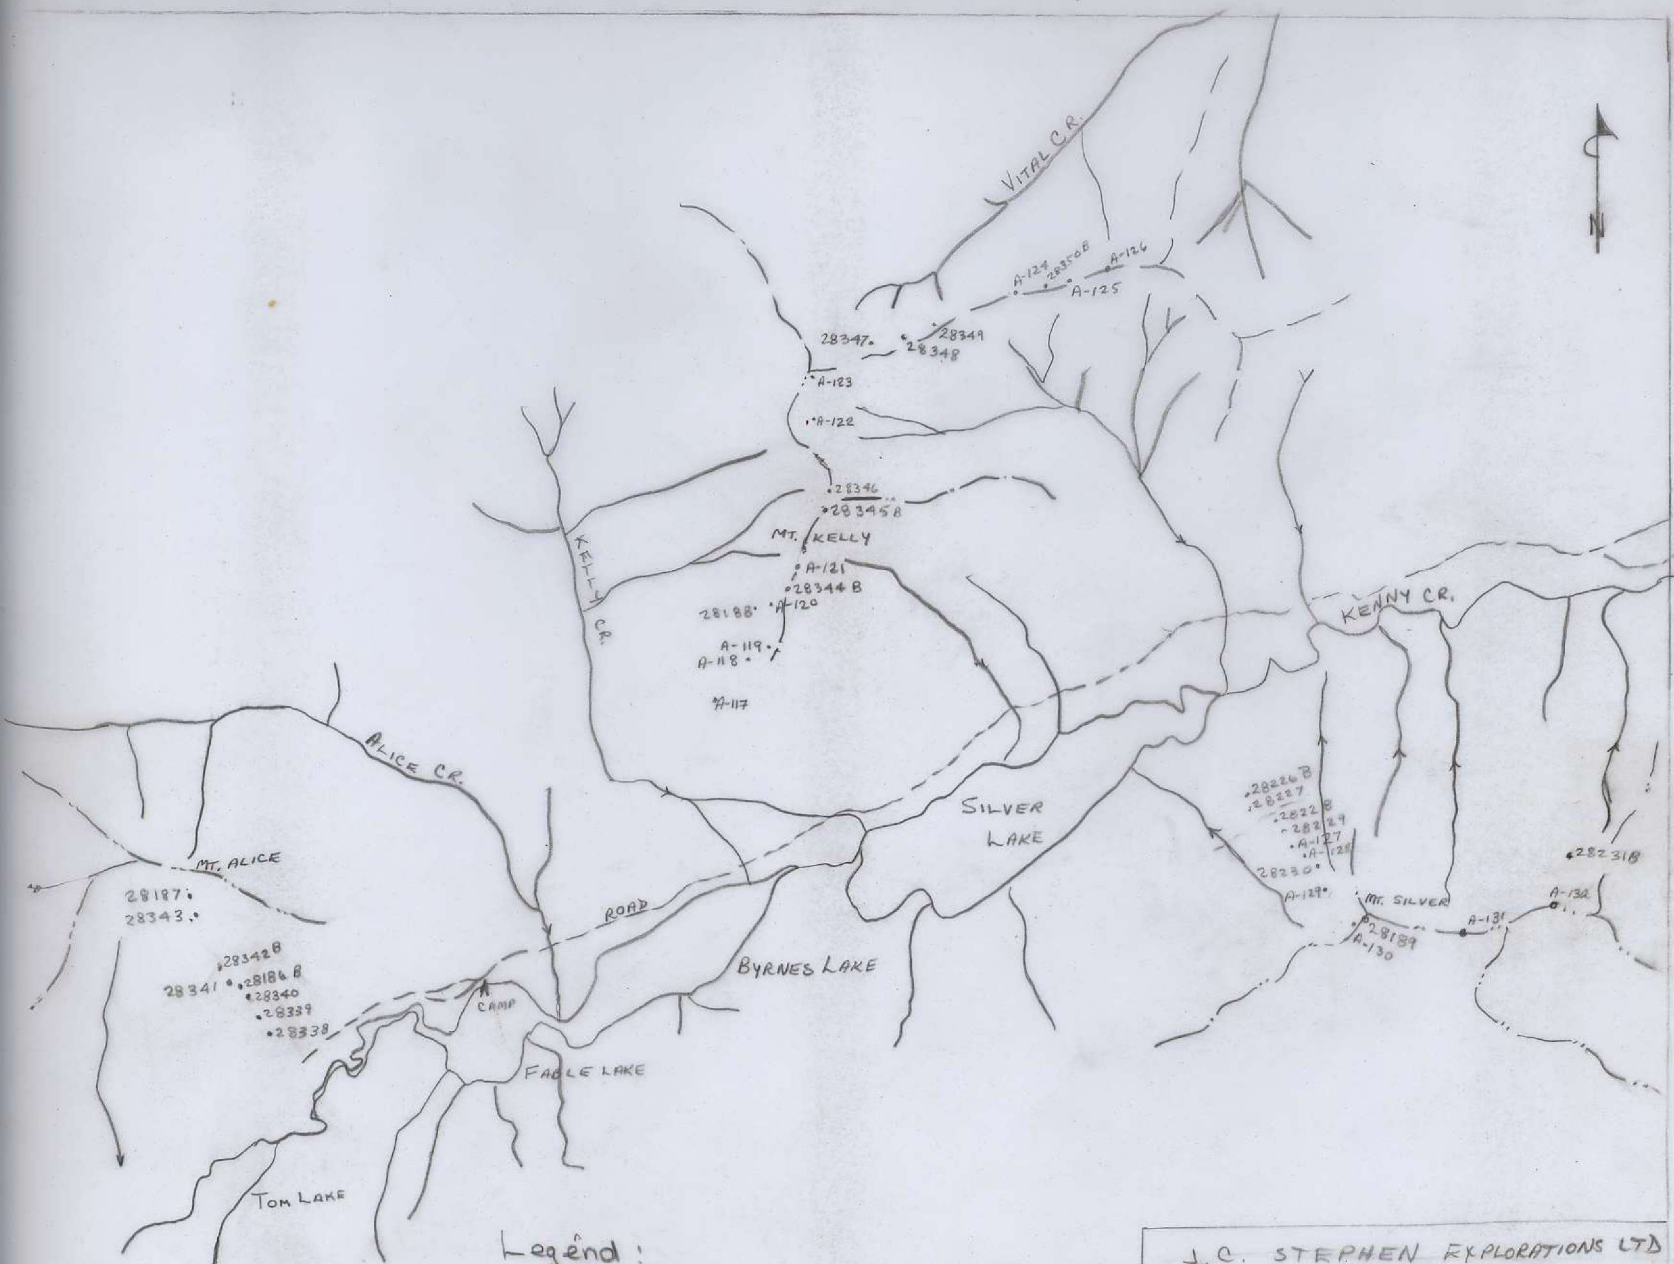 VITAL CR.
N
A-124
28350B
A-126
A-125
28347
28349
28348
A-123
A-122
28346
28345B
MT. KELLY
KELLY CR.
A-121
28344B
28188
A-120
A-119
A-118
A-117
KENNY CR.
ALICE CR.
SILVER
LAKE
28226B
28227
28228
28229
A-127
A-128
28230
A-129
28231B
MT. ALICE
28187
28343
MT. SILVER
A-132
A-131
28189
A-130
ROAD
28342B
28341
28186B
28340
28339
28338
BYRNES LAKE
CAMP
LAKE
TOM LAKE
Legend:
J.C. STEPHEN EXPLORATIONS LTD